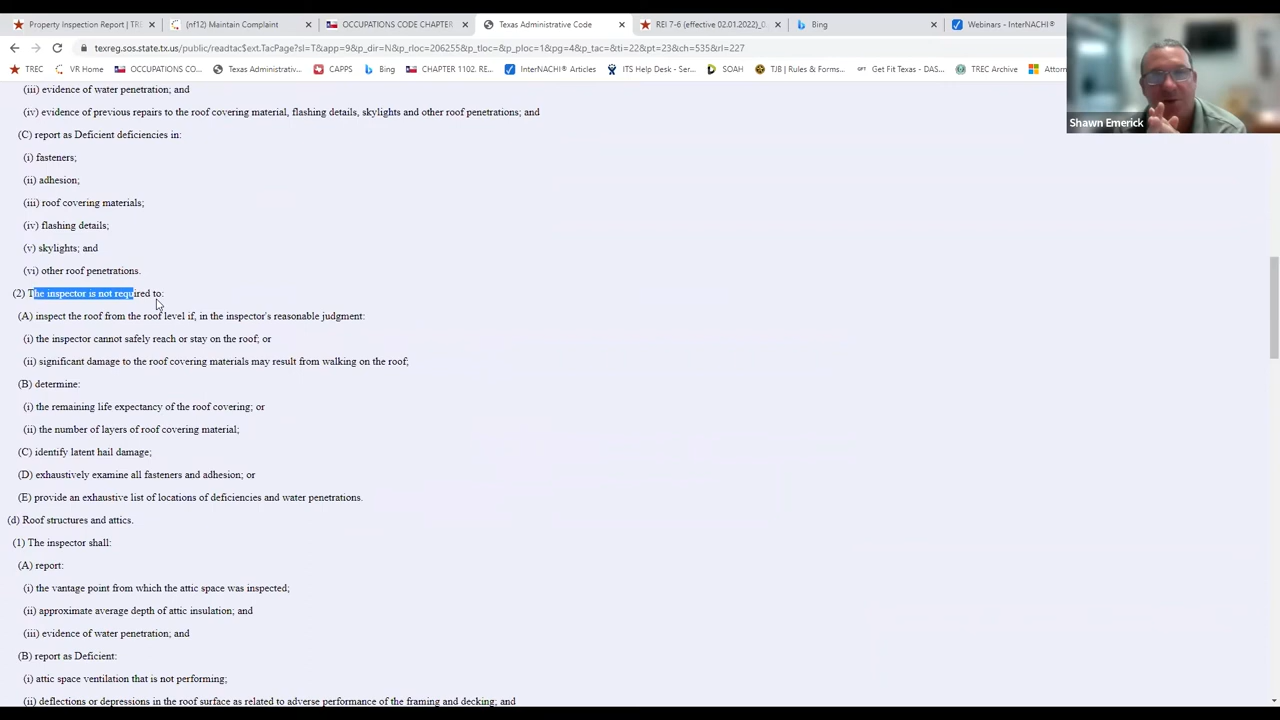 Property Inspection Report | TRE
(nf12) Maintain Complaint
OCCUPATIONS CODE CHAPTER
Texas Administrative Code
REI 7-6 (effective 02.01.2022)_0
Bing
Webinars - InterNACHI®
texreg.sos.state.tx.us/public/readtac$ext.TacPage?sl=T&app=9&p_dir=N&p_rloc=206255&p_tloc=&p_ploc=1&pg=4&p_tac=&ti=22&pt=23&ch=535&rl=227
TREC
VR Home
OCCUPATIONS CO...
Texas Administrativ...
CAPPS
Bing
CHAPTER 1102. RE...
InterNACHI® Articles
ITS Help Desk - Ser...
SOAH
TJB | Rules & Forms...
Get Fit Texas - DAS...
TREC Archive
Attorn
Shawn Emerick
(iii) evidence of water penetration; and
(iv) evidence of previous repairs to the roof covering material, flashing details, skylights and other roof penetrations; and
(C) report as Deficient deficiencies in:
(i) fasteners;
(ii) adhesion;
(iii) roof covering materials;
(iv) flashing details;
(v) skylights; and
(vi) other roof penetrations.
(2) The inspector is not required to:
(A) inspect the roof from the roof level if, in the inspector's reasonable judgment:
(i) the inspector cannot safely reach or stay on the roof; or
(ii) significant damage to the roof covering materials may result from walking on the roof;
(B) determine:
(i) the remaining life expectancy of the roof covering; or
(ii) the number of layers of roof covering material;
(C) identify latent hail damage;
(D) exhaustively examine all fasteners and adhesion; or
(E) provide an exhaustive list of locations of deficiencies and water penetrations.
(d) Roof structures and attics.
(1) The inspector shall:
(A) report:
(i) the vantage point from which the attic space was inspected;
(ii) approximate average depth of attic insulation; and
(iii) evidence of water penetration; and
(B) report as Deficient:
(i) attic space ventilation that is not performing;
(ii) deflections or depressions in the roof surface as related to adverse performance of the framing and decking; and